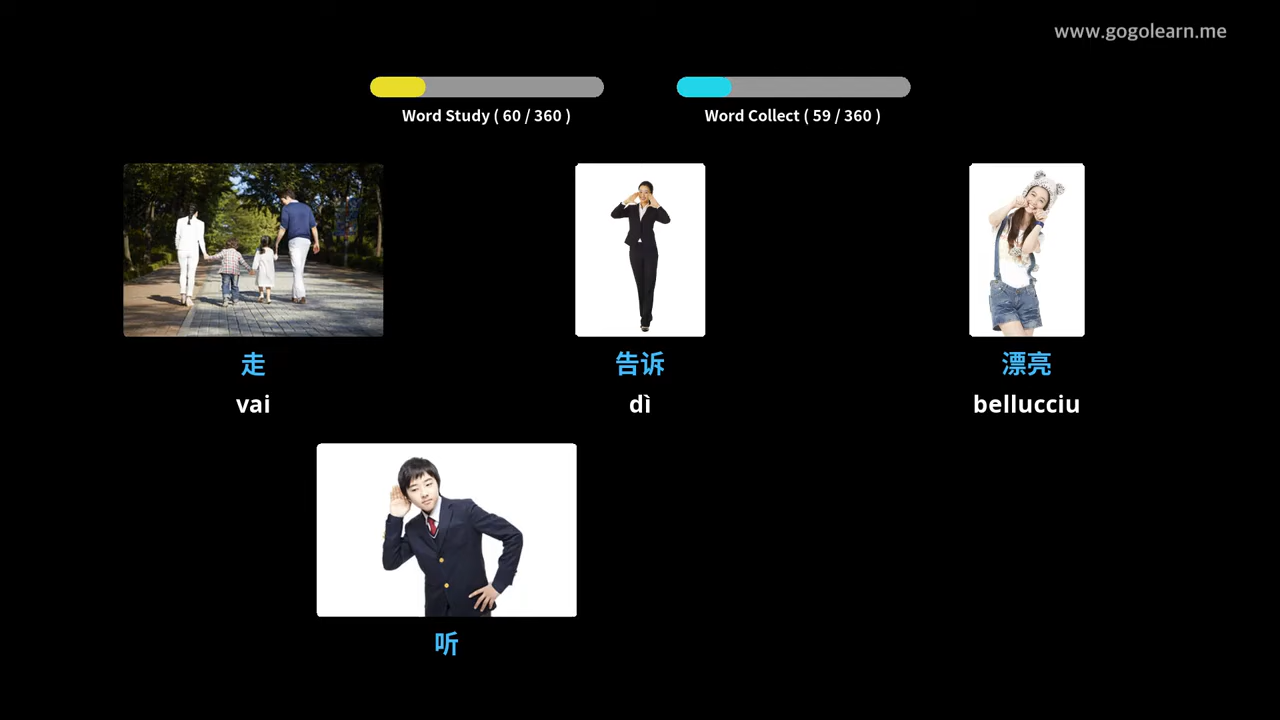 www.gogolearn.me
Word Study ( 60 / 360 )
Word Collect ( 59 / 360 )
走
告诉
漂亮
vai
dì
bellucciu
听